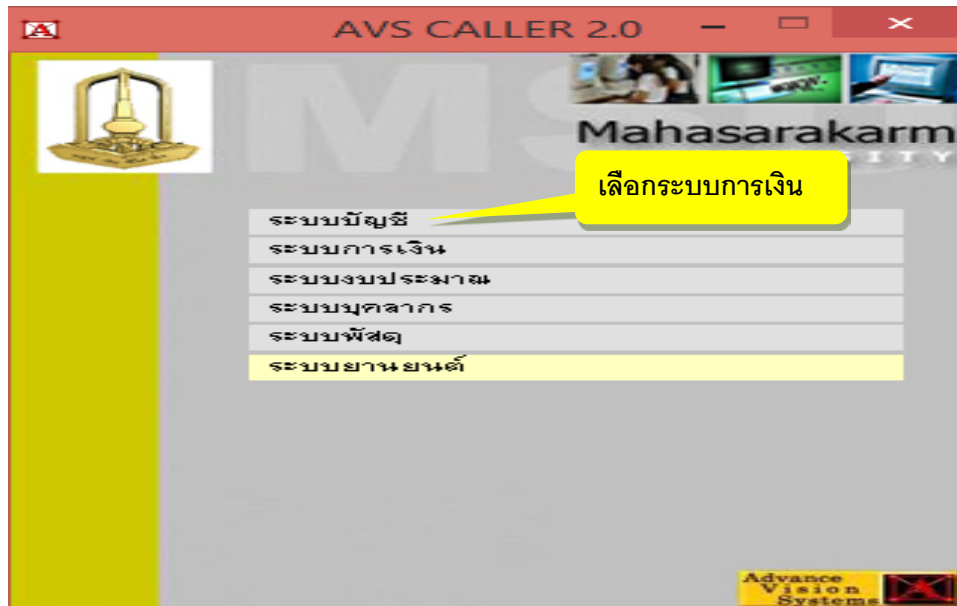 AVS CALLER 2.0
MSU
Mahasarakarm
เลือกระบบการเงิน
ระบบบัญชี
ระบบการเงิน
ระบบงบประมาณ
ระบบบุคลากร
ระบบพัสดุ
ระบบยานยนต์
Advance
Vision
Systems